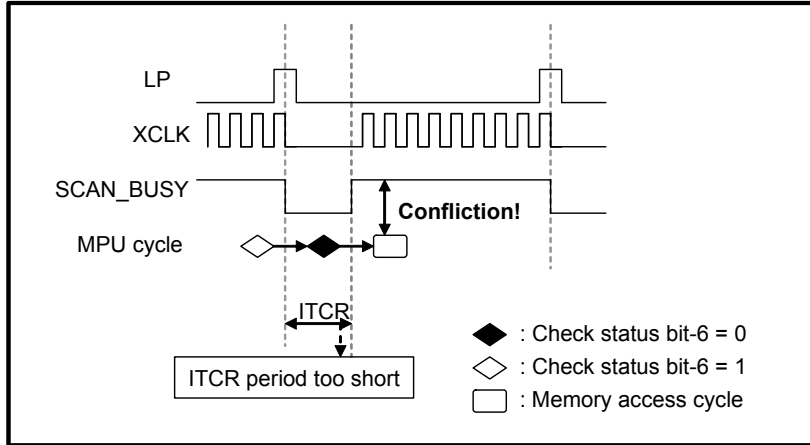 LP
XCLK
SCAN_BUSY
Confliction!
MPU cycle
ITCR
ITCR period too short
: Check status bit-6 = 0
: Check status bit-6 = 1
: Memory access cycle